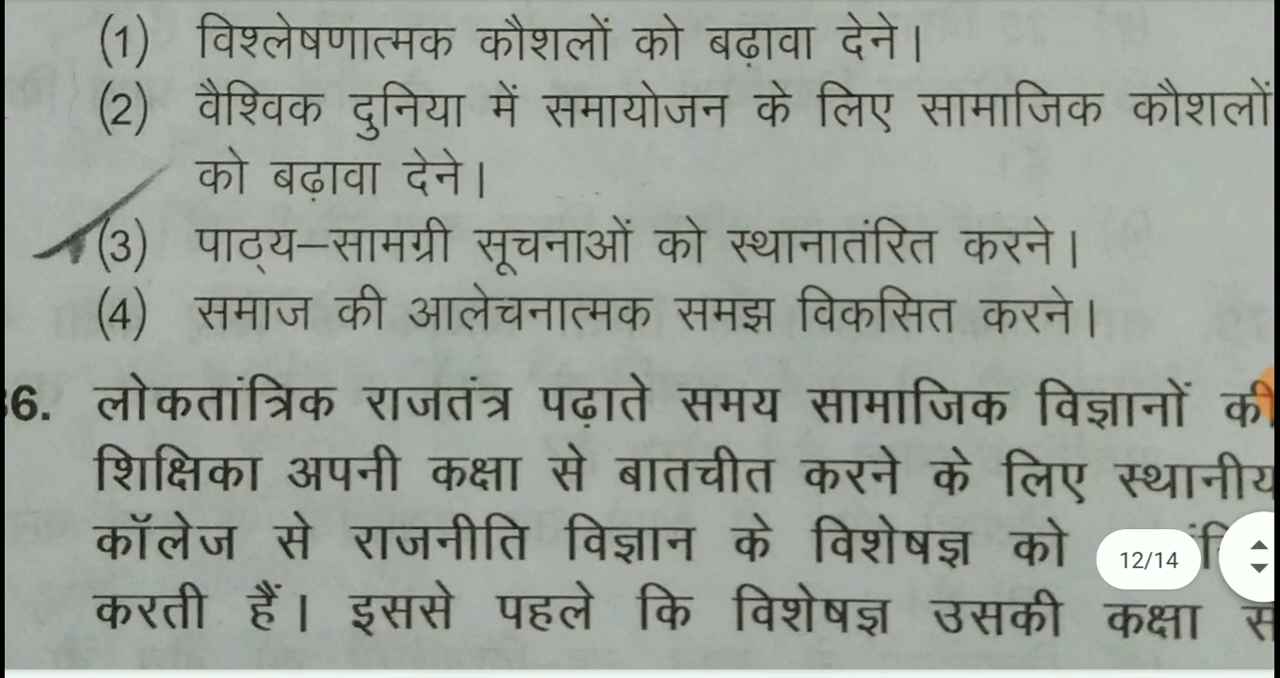 (1) विश्लेषणात्मक कौशलों को बढ़ावा देने।
(2) वैश्विक दुनिया में समायोजन के लिए सामाजिक कौशलों
को बढ़ावा देने।
(3) पाठ्य–सामग्री सूचनाओं को स्थानातंरित करने।
(4) समाज की आलेचनात्मक समझ विकसित करने।
36. लोकतांत्रिक राजतंत्र पढ़ाते समय सामाजिक विज्ञानों की
शिक्षिका अपनी कक्षा से बातचीत करने के लिए स्थानीय
कॉलेज से राजनीति विज्ञान के विशेषज्ञ को
12/14
करती हैं। इससे पहले कि विशेषज्ञ उसकी कक्षा